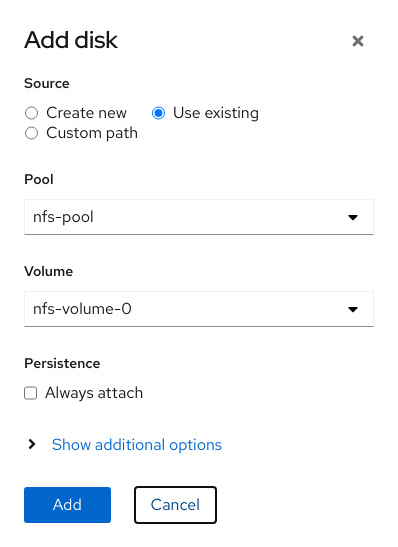 Add disk
Source
Create new Use existing
Custom path
Pool
nfs-pool
Volume
nfs-volume-0
Persistence
Always attach
Show additional options
Add Cancel